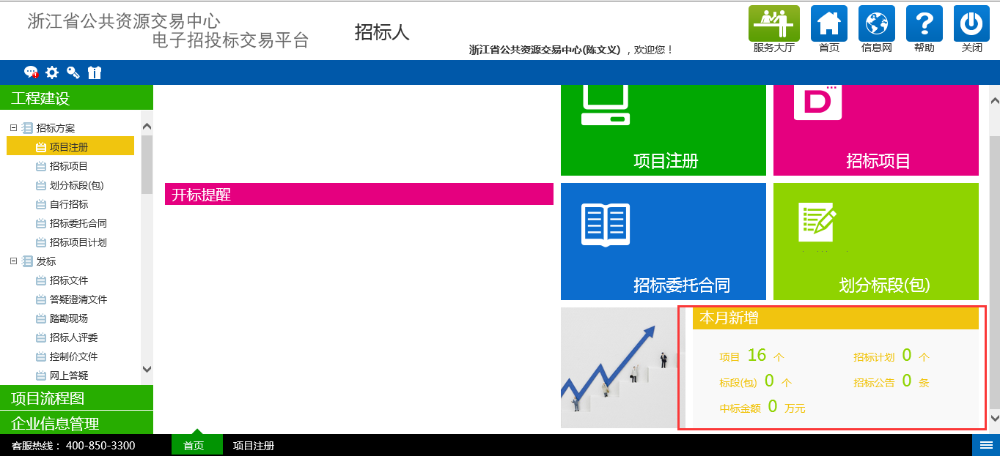 浙江省公共资源交易中心
电子招投标交易平台
招标人
浙江省公共资源交易中心(陈文义) ，欢迎您！
服务大厅
首页
信息网
帮助
关闭
工程建设
招标方案
项目注册
招标项目
划分标段(包)
自行招标
招标委托合同
招标项目计划
发标
招标文件
答疑澄清文件
踏勘现场
招标人评委
控制价文件
网上答疑
项目流程图
企业信息管理
开标提醒
项目注册
D
招标项目
招标委托合同
划分标段(包)
本月新增
项目 16 个
招标计划 0 个
标段(包) 0 个
招标公告 0 条
中标金额 0 万元
客服热线： 400-850-3300
首页
项目注册